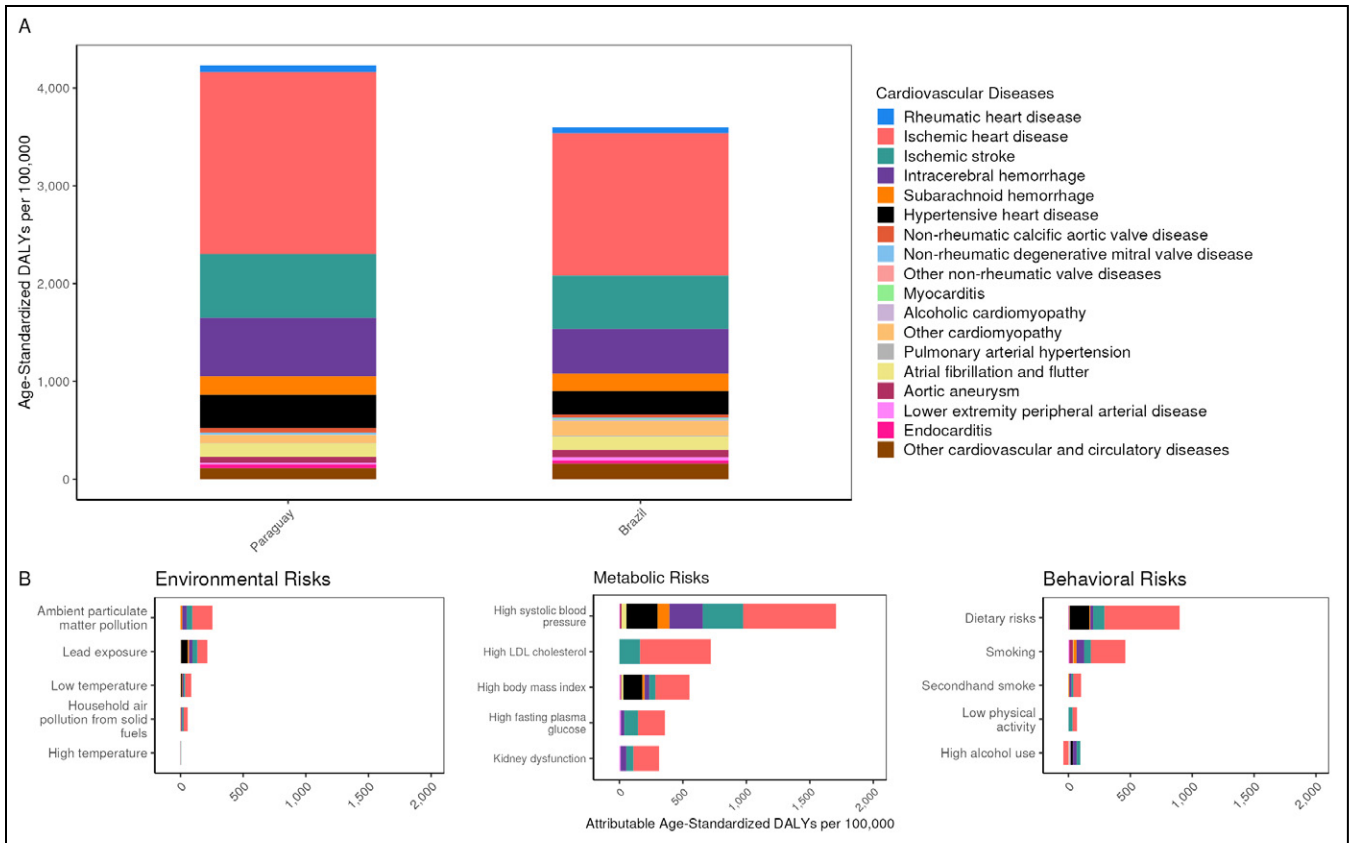 A
Age-Standardized DALYs per 100,000
4,000
3,000
2,000
1,000
0
Paraguay
Brazil
Cardiovascular Diseases
Rheumatic heart disease
Ischemic heart disease
Ischemic stroke
Intracerebral hemorrhage
Subarachnoid hemorrhage
Hypertensive heart disease
Non-rheumatic calcific aortic valve disease
Non-rheumatic degenerative mitral valve disease
Other non-rheumatic valve diseases
Myocarditis
Alcoholic cardiomyopathy
Other cardiomyopathy
Pulmonary arterial hypertension
Atrial fibrillation and flutter
Aortic aneurysm
Lower extremity peripheral arterial disease
Endocarditis
Other cardiovascular and circulatory diseases
B
Environmental Risks
Ambient particulate
matter pollution
Lead exposure
Low temperature
Household air
pollution from solid
fuels
High temperature
0
500
1,000
1,500
2,000
Metabolic Risks
High systolic blood
pressure
High LDL cholesterol
High body mass index
High fasting plasma
glucose
Kidney dysfunction
0
500
1,000
1,500
2,000
Attributable Age-Standardized DALYs per 100,000
Behavioral Risks
Dietary risks
Smoking
Secondhand smoke
Low physical
activity
High alcohol use
0
500
1,000
1,500
2,000